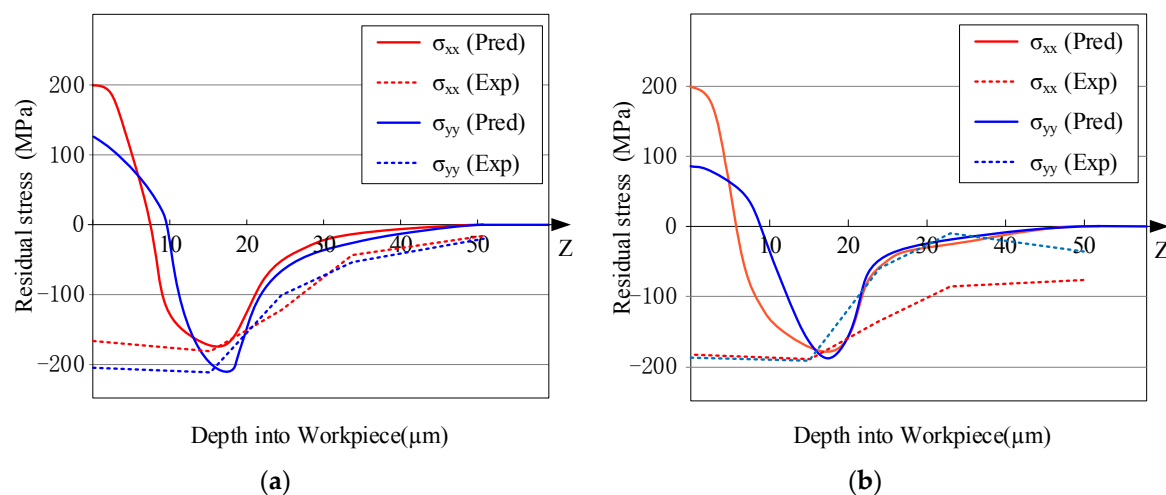 σxx (Pred)
σxx (Exp)
σyy (Pred)
σyy (Exp)
200
100
0
−100
−200
10
20
30
40
50
Z
Residual stress (MPa)
Depth into Workpiece(μm)
(a)
σxx (Pred)
σxx (Exp)
σyy (Pred)
σyy (Exp)
200
100
0
−100
−200
10
20
30
40
50
Z
Residual stress (MPa)
Depth into Workpiece(μm)
(b)